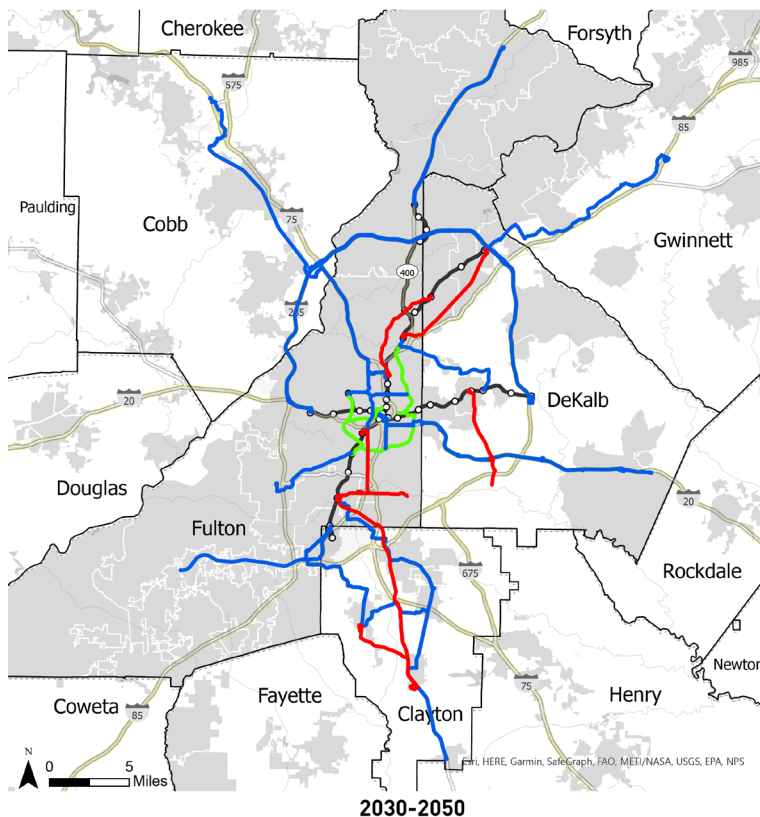 Cherokee
Forsyth
985
575
85
Paulding
75
Cobb
Gwinnett
400
285
20
DeKalb
Douglas
20
Fulton
675
Rockdale
Newton
75
Coweta
Fayette
Henry
85
Clayton
N
0 5
Miles
Esri, HERE, Garmin, SafeGraph, FAO, METI/NASA, USGS, EPA, NPS
2030-2050